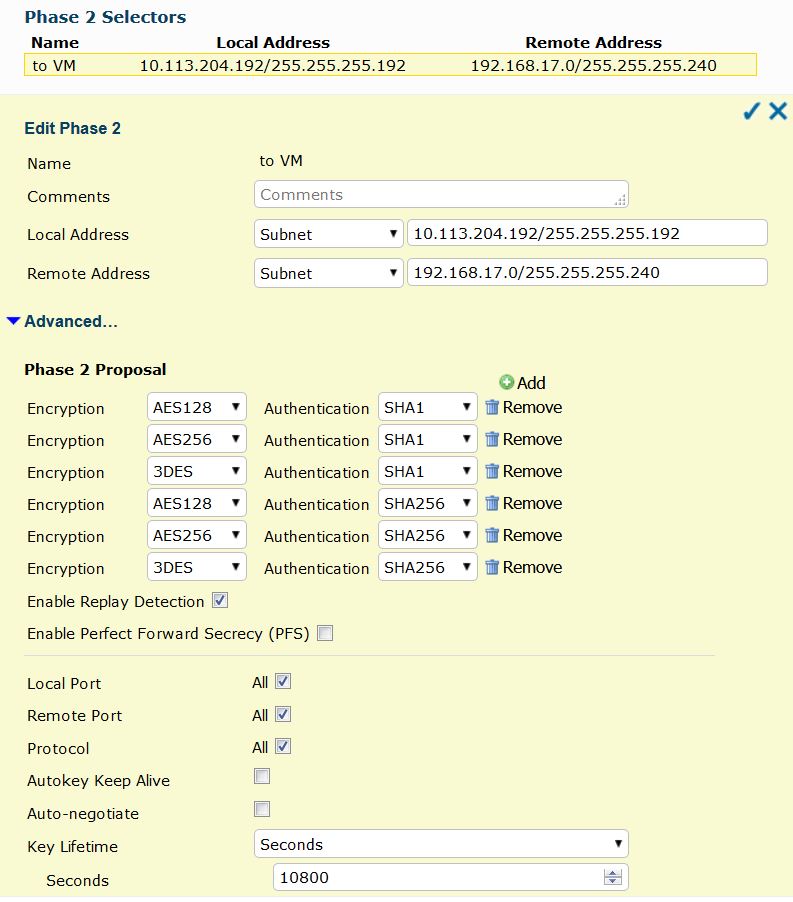 Phase 2 Selectors
Name Local Address Remote Address
to VM 10.113.204.192/255.255.255.192 192.168.17.0/255.255.255.240
Edit Phase 2
Name to VM
Comments Comments
Local Address Subnet 10.113.204.192/255.255.255.192
Remote Address Subnet 192.168.17.0/255.255.255.240
Advanced...
Phase 2 Proposal
Add
Encryption AES128 Authentication SHA1 Remove
Encryption AES256 Authentication SHA1 Remove
Encryption 3DES Authentication SHA1 Remove
Encryption AES128 Authentication SHA256 Remove
Encryption AES256 Authentication SHA256 Remove
Encryption 3DES Authentication SHA256 Remove
Enable Replay Detection
Enable Perfect Forward Secrecy (PFS)
Local Port All
Remote Port All
Protocol All
Autokey Keep Alive
Auto-negotiate
Key Lifetime Seconds
Seconds 10800